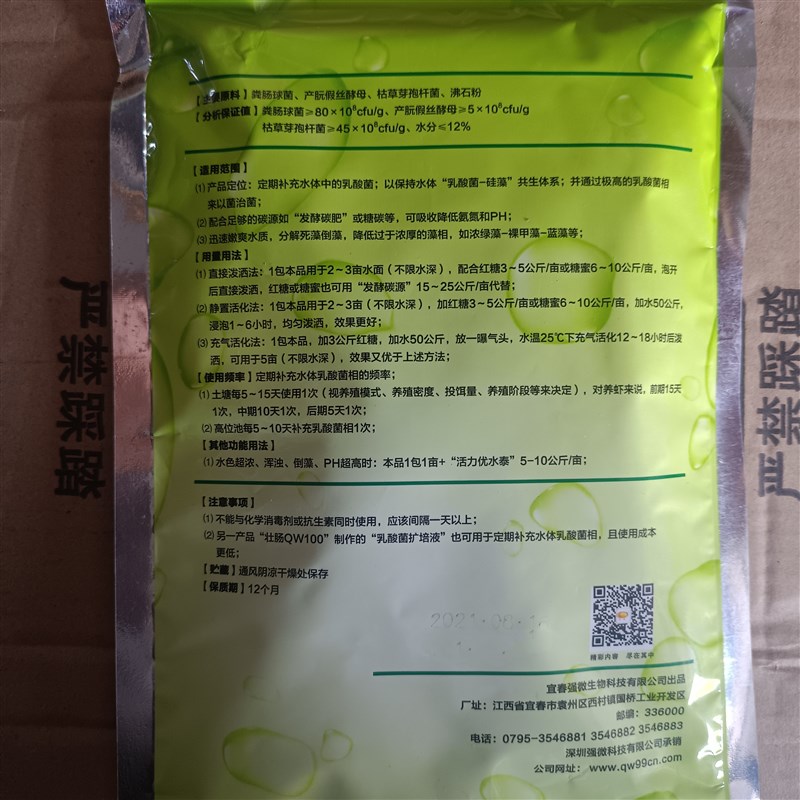 【主要原料】粪肠球菌、产朊假丝酵母、枯草芽孢杆菌、沸石粉
【分析保证值】粪肠球菌≥80×10⁸cfu/g、产朊假丝酵母≥5×10⁸cfu/g
枯草芽孢杆菌≥45×10⁸cfu/g、水分≤12%
【适用范围】
⑴ 产品定位：定期补充水体中的乳酸菌；以保持水体“乳酸菌-硅藻”共生体系；并通过极高的乳酸菌相
来以菌治菌；
⑵ 配合足够的碳源如“发酵碳肥”或糖碳等，可吸收降低氨氮和PH；
⑶ 迅速嫩爽水质，分解死藻倒藻，降低过于浓厚的藻相，如浓绿藻-裸甲藻-蓝藻等；
【用量用法】
⑴ 直接泼洒法：1包本品用于2~3亩水面（不限水深），配合红糖3~5公斤/亩或糖蜜6~10公斤/亩，泡开
后直接泼洒，红糖或糖蜜也可用“发酵碳源”15~25公斤/亩代替；
⑵ 静置活化法：1包本品用于2~3亩（不限水深），加红糖3~5公斤/亩或糖蜜6~10公斤/亩，加水50公斤，
浸泡1~6小时，均匀泼洒，效果更好；
⑶ 充气活化法：1包本品，加3公斤红糖，加水50公斤，放一曝气头，水温25℃下充气活化12~18小时后泼
洒，可用于5亩（不限水深），效果又优于上述方法；
【使用频率】定期补充水体乳酸菌相的频率；
⑴ 土塘每5~15天使用1次（视养殖模式、养殖密度、投饵量、养殖阶段等来决定），对养虾来说，前期15天
1次，中期10天1次，后期5天1次；
⑵ 高位池每5~10天补充乳酸菌相1次；
【其他功能用法】
⑴ 水色超浓、浑浊、倒藻、PH超高时：本品1包1亩+“活力优水泰”5-10公斤/亩；
【注意事项】
⑴ 不能与化学消毒剂或抗生素同时使用，应该间隔一天以上；
⑵ 另一产品“壮肠QW100”制作的“乳酸菌扩培液”也可用于定期补充水体乳酸菌相，且使用成本
更低；
【贮藏】通风阴凉干燥处保存
【保质期】12个月
精彩内容 尽在其中
宜春强微生物科技有限公司出品
厂址：江西省宜春市袁州区西村镇国桥工业开发区
邮编：336000
电话：0795-3546881 3546882 3546883
深圳强微科技有限公司承销
公司网址：www.qw99cn.com
严禁踩踏
严禁踩踏